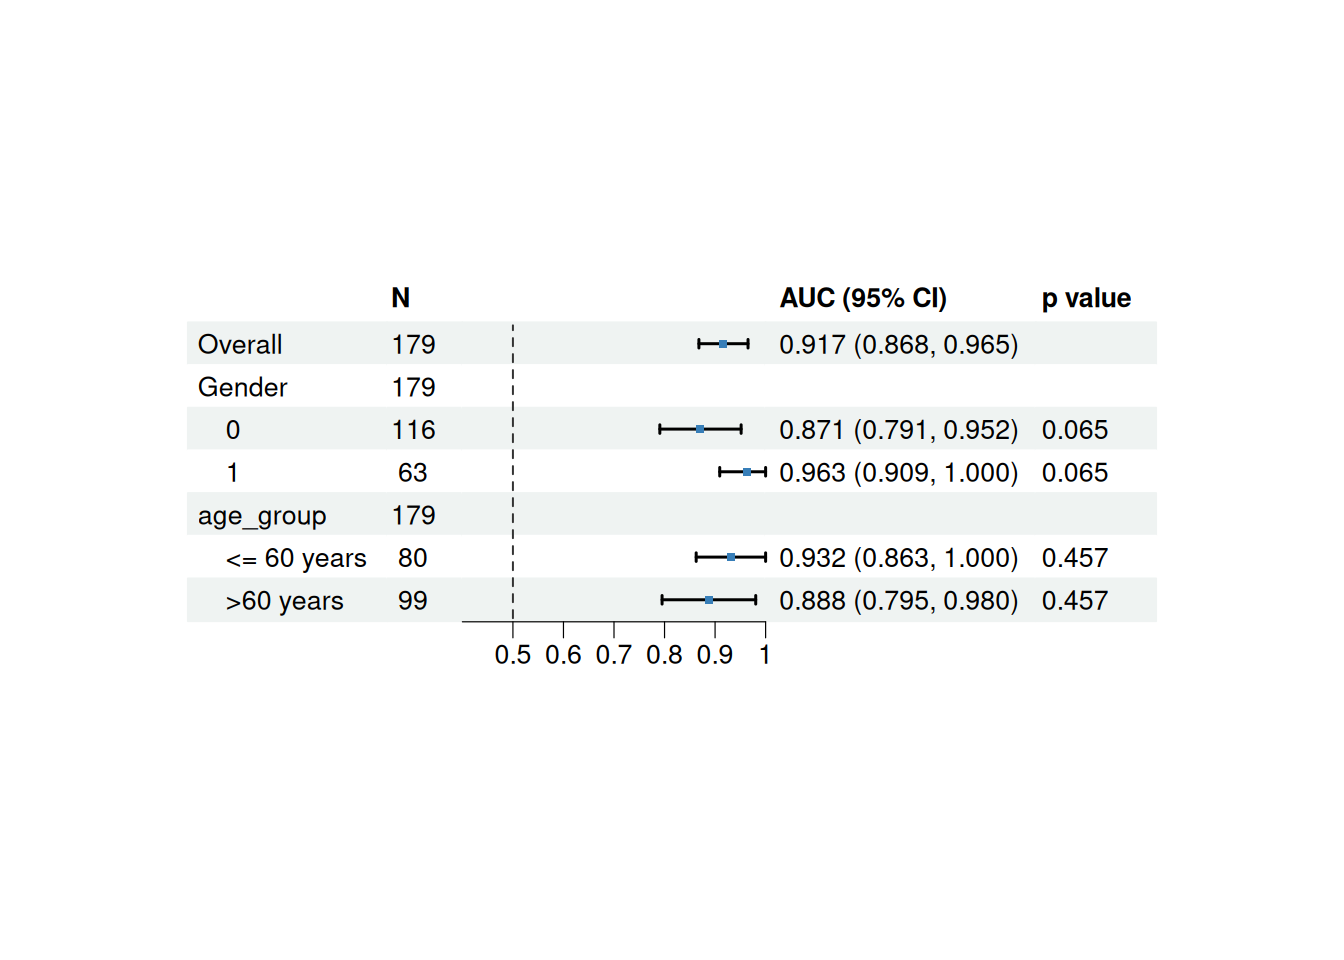 N AUC (95% CI) p value
Overall 179 0.917 (0.868, 0.965)
Gender 179
0 116 0.871 (0.791, 0.952) 0.065
1 63 0.963 (0.909, 1.000) 0.065
age_group 179
<= 60 years 80 0.932 (0.863, 1.000) 0.457
>60 years 99 0.888 (0.795, 0.980) 0.457
0.5 0.6 0.7 0.8 0.9 1